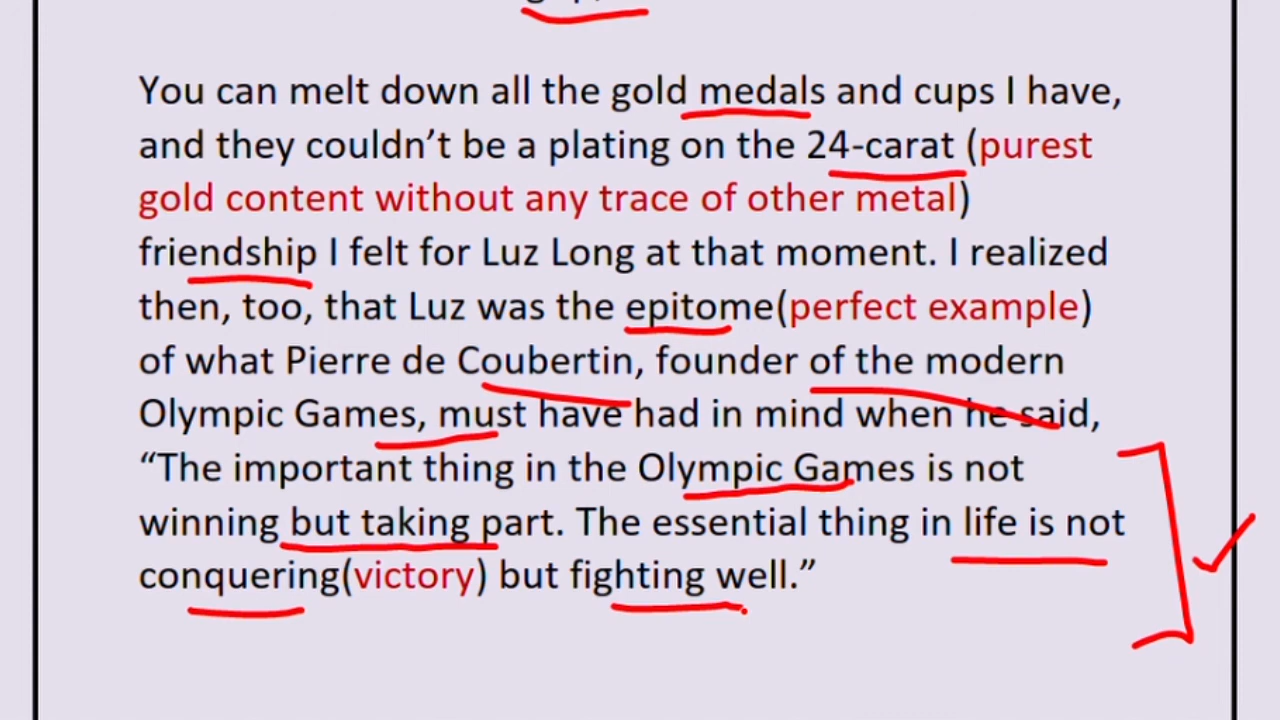 You can melt down all the gold medals and cups I have,
and they couldn’t be a plating on the 24-carat (purest
gold content without any trace of other metal)
friendship I felt for Luz Long at that moment. I realized
then, too, that Luz was the epitome(perfect example)
of what Pierre de Coubertin, founder of the modern
Olympic Games, must have had in mind when he said,
“The important thing in the Olympic Games is not
winning but taking part. The essential thing in life is not
conquering(victory) but fighting well.”